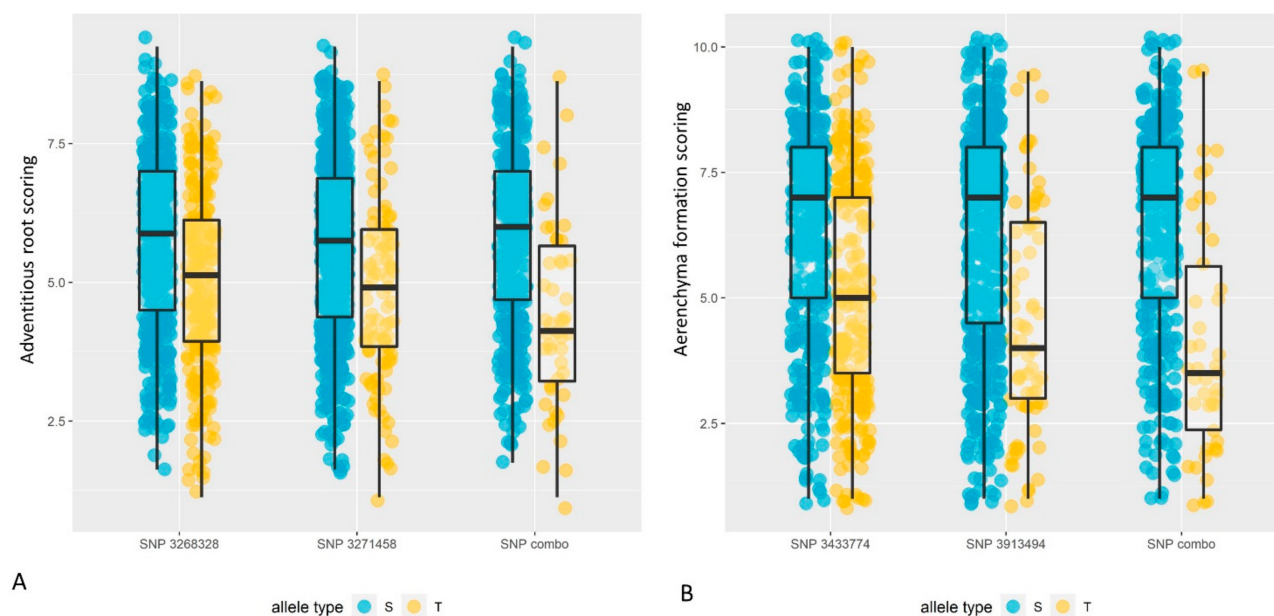 Adventitious root scoring
7.5
5.0
2.5
SNP 3268328
SNP 3271458
SNP combo
A
allele type S T
Aerenchyma formation scoring
10.0
7.5
5.0
2.5
SNP 3433774
SNP 3913494
SNP combo
B
allele type S T